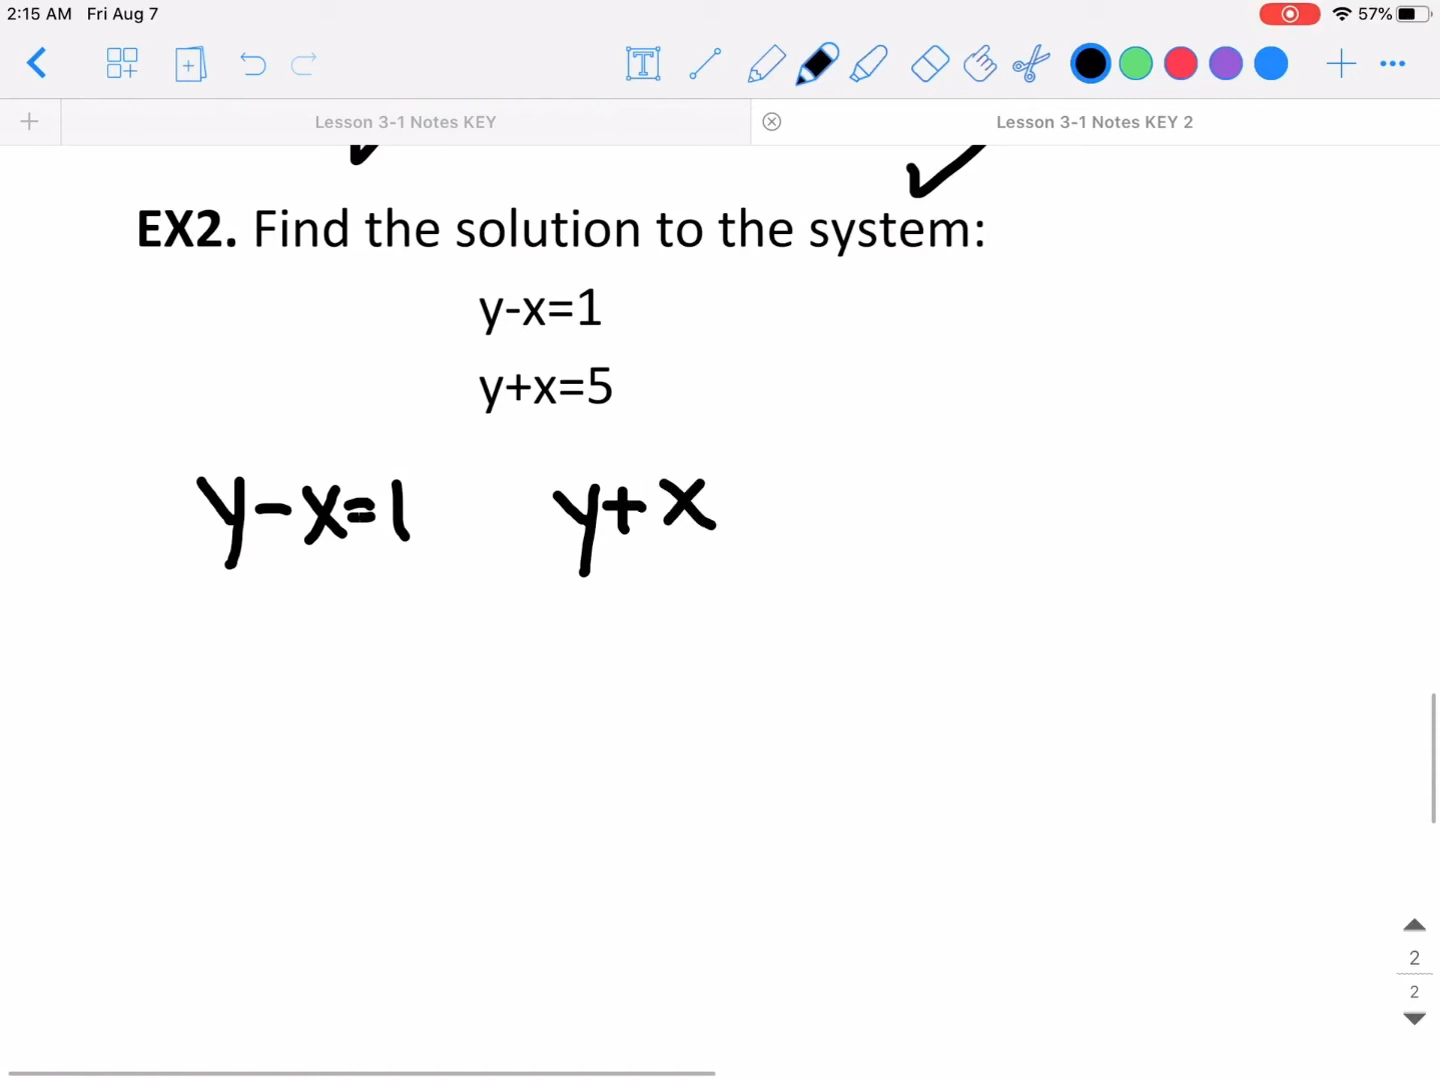 2:15 AM Fri Aug 7 57%
T
Lesson 3-1 Notes KEY Lesson 3-1 Notes KEY 2
EX2. Find the solution to the system:
y-x=1
y+x=5
y-x=1 y+x
2
2